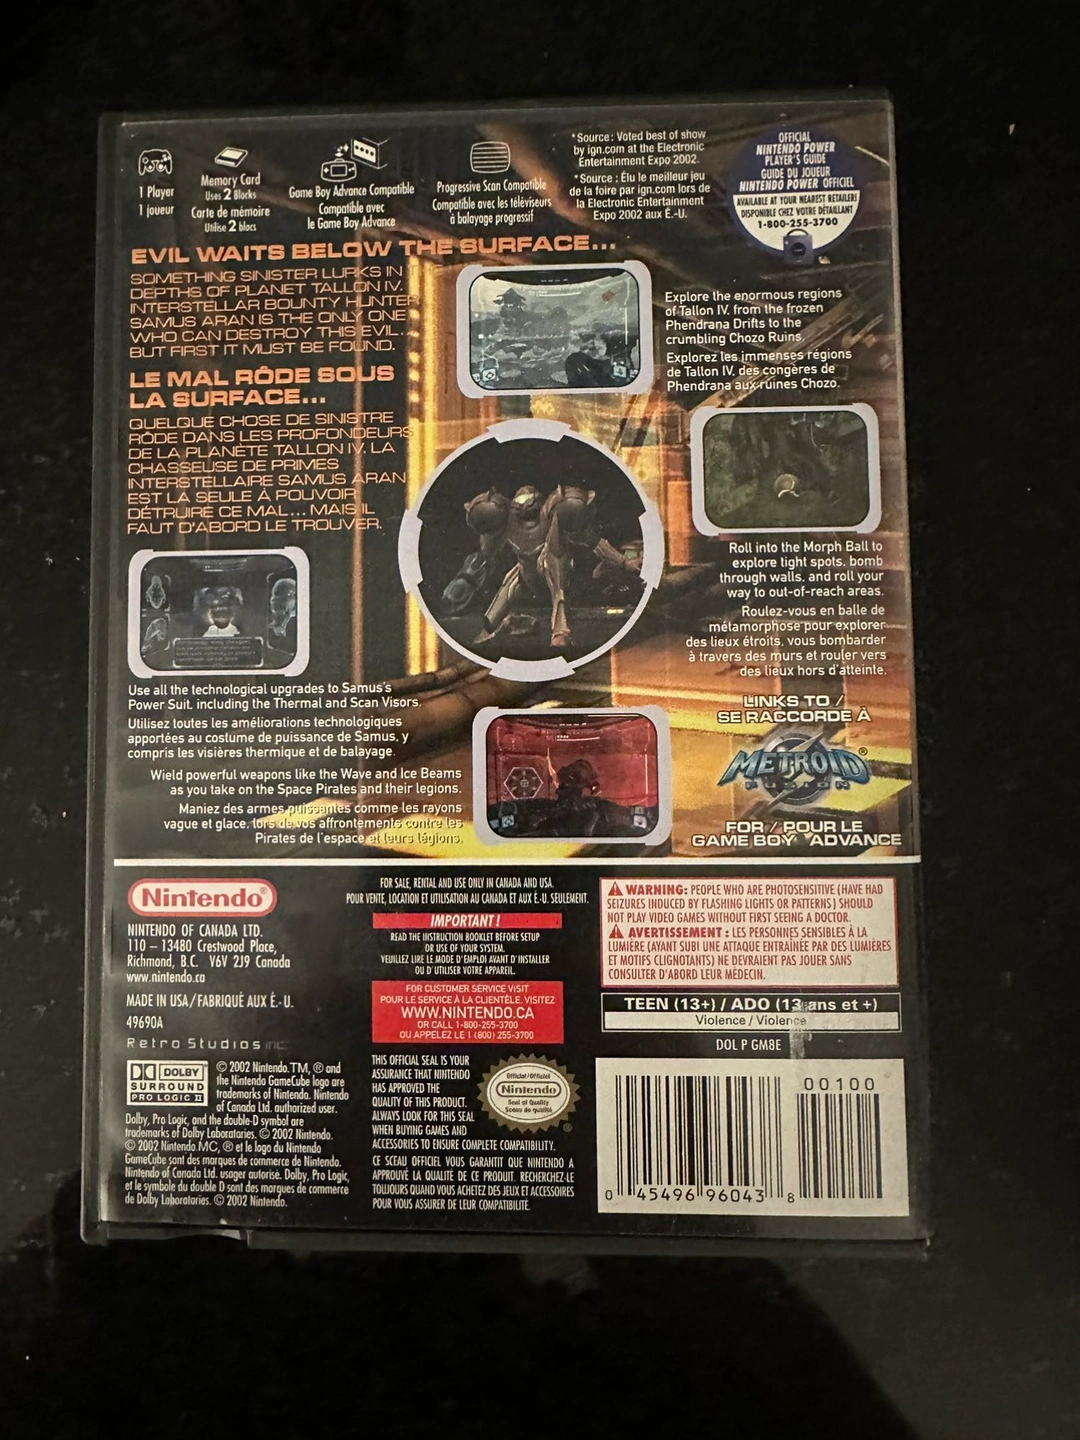 1 Player
1 joueur
Memory Card
Uses 2 Blocks
Carte de mémoire
Utilise 2 blocs
Game Boy Advance Compatible
Compatible avec
le Game Boy Advance
Progressive Scan Compatible
Compatible avec les téléviseurs
à balayage progressif
*Source: Voted best of show
by ign.com at the Electronic
Entertainment Expo 2002.
*Source : Élu le meilleur jeu
de la foire par ign.com lors de
la Electronic Entertainment
Expo 2002 aux É.-U.
OFFICIAL
NINTENDO POWER
PLAYER'S GUIDE
GUIDE DU JOUEUR
NINTENDO POWER OFFICIEL
AVAILABLE AT YOUR NEAREST RETAILER!
DISPONIBLE CHEZ VOTRE DÉTAILLANT
1-800-255-3700
EVIL WAITS BELOW THE SURFACE...
SOMETHING SINISTER LURKS IN
DEPTHS OF PLANET TALLON IV.
INTERSTELLAR BOUNTY HUNTER
SAMUS ARAN IS THE ONLY ONE
WHO CAN DESTROY THIS EVIL...
BUT FIRST IT MUST BE FOUND.
LE MAL RÔDE SOUS
LA SURFACE...
QUELQUE CHOSE DE SINISTRE
RÔDE DANS LES PROFONDEURS
DE LA PLANÈTE TALLON IV. LA
CHASSEUSE DE PRIMES
INTERSTELLAIRE SAMUS ARAN
EST LA SEULE À POUVOIR
DÉTRUIRE CE MAL... MAIS IL
FAUT D'ABORD LE TROUVER.
Explore the enormous regions
of Tallon IV, from the frozen
Phendrana Drifts to the
crumbling Chozo Ruins.
Explorez les immenses régions
de Tallon IV, des congères de
Phendrana aux ruines Chozo.
Roll into the Morph Ball to
explore tight spots, bomb
through walls, and roll your
way to out-of-reach areas.
Roulez-vous en balle de
métamorphose pour explorer
des lieux étroits, vous bombarder
à travers des murs et rouler vers
des lieux hors d'atteinte.
Use all the technological upgrades to Samus's
Power Suit, including the Thermal and Scan Visors.
Utilisez toutes les améliorations technologiques
apportées au costume de puissance de Samus, y
compris les visières thermique et de balayage.
Wield powerful weapons like the Wave and Ice Beams
as you take on the Space Pirates and their legions.
Maniez des armes puissantes comme les rayons
vague et glace, lors de vos affrontements contre les
Pirates de l'espace et leurs légions.
LINKS TO /
SE RACCORDE À
METROID®
FUSION
FOR / POUR LE
GAME BOY ADVANCE
Nintendo®
NINTENDO OF CANADA LTD.
110 – 13480 Crestwood Place,
Richmond, B.C. V6V 2J9 Canada
www.nintendo.ca
MADE IN USA/FABRIQUÉ AUX É.-U.
49690A
Retro Studios inc
DOLBY
SURROUND
PRO LOGIC II
© 2002 Nintendo.TM, ® and
the Nintendo GameCube logo are
trademarks of Nintendo. Nintendo
of Canada Ltd. authorized user.
Dolby, Pro Logic, and the double-D symbol are
trademarks of Dolby Laboratories. © 2002 Nintendo.
© 2002 Nintendo.MC, ® et le logo du Nintendo
GameCube sont des marques de commerce de Nintendo.
Nintendo of Canada Ltd. usager autorisé. Dolby, Pro Logic,
et le symbole du double D sont des marques de commerce
de Dolby Laboratories. © 2002 Nintendo.
FOR SALE, RENTAL AND USE ONLY IN CANADA AND USA.
POUR VENTE, LOCATION ET UTILISATION AU CANADA ET AUX É.-U. SEULEMENT.
IMPORTANT !
READ THE INSTRUCTION BOOKLET BEFORE SETUP
OR USE OF YOUR SYSTEM.
VEUILLEZ LIRE LE MODE D'EMPLOI AVANT D'INSTALLER
OU D'UTILISER VOTRE APPAREIL.
FOR CUSTOMER SERVICE VISIT
POUR LE SERVICE À LA CLIENTÈLE, VISITEZ
WWW.NINTENDO.CA
OR CALL 1-800-255-3700
OU APPELEZ LE 1 (800) 255-3700
THIS OFFICIAL SEAL IS YOUR
ASSURANCE THAT NINTENDO
HAS APPROVED THE
QUALITY OF THIS PRODUCT.
ALWAYS LOOK FOR THIS SEAL
WHEN BUYING GAMES AND
ACCESSORIES TO ENSURE COMPLETE COMPATIBILITY.
Official/Officiel
Nintendo
Seal of Quality
Sceau de qualité
CE SCEAU OFFICIEL VOUS GARANTIT QUE NINTENDO A
APPROUVÉ LA QUALITÉ DE CE PRODUIT. RECHERCHEZ-LE
TOUJOURS QUAND VOUS ACHETEZ DES JEUX ET ACCESSOIRES
POUR VOUS ASSURER DE LEUR COMPATIBILITÉ.
WARNING: PEOPLE WHO ARE PHOTOSENSITIVE (HAVE HAD
SEIZURES INDUCED BY FLASHING LIGHTS OR PATTERNS) SHOULD
NOT PLAY VIDEO GAMES WITHOUT FIRST SEEING A DOCTOR.
AVERTISSEMENT : LES PERSONNES SENSIBLES À LA
LUMIÈRE (AYANT SUBI UNE ATTAQUE ENTRAÎNÉE PAR DES LUMIÈRES
ET MOTIFS CLIGNOTANTS) NE DEVRAIENT PAS JOUER SANS
CONSULTER D'ABORD LEUR MÉDECIN.
TEEN (13+) / ADO (13 ans et +)
Violence / Violence
DOL P GM8E
00100
0 45496 96043 8